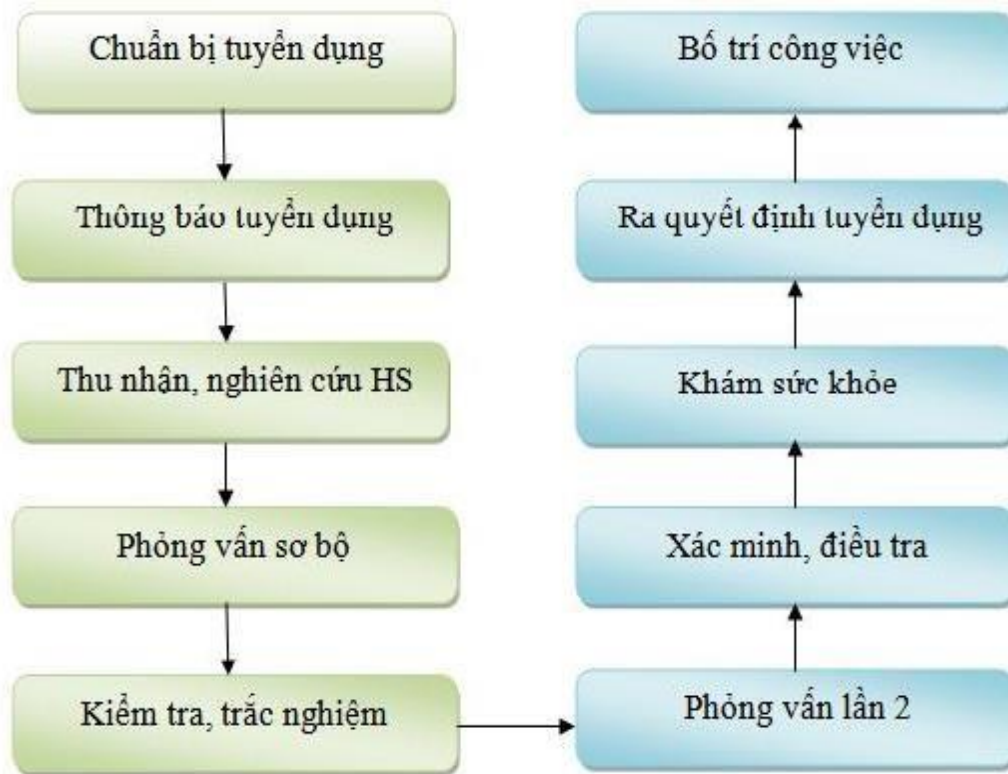 Chuẩn bị tuyển dụng
Thông báo tuyển dụng
Thu nhận, nghiên cứu HS
Phỏng vấn sơ bộ
Kiểm tra, trắc nghiệm
Phỏng vấn lần 2
Xác minh, điều tra
Khám sức khỏe
Ra quyết định tuyển dụng
Bố trí công việc